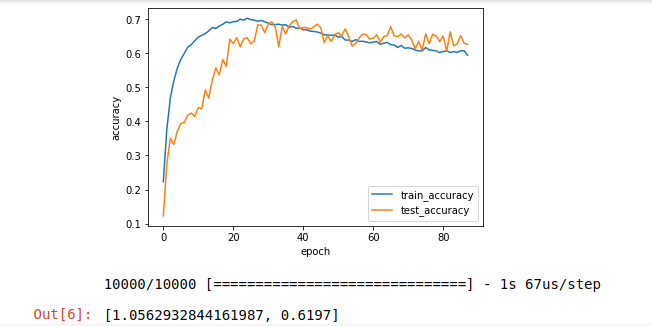 0.7
0.6
0.5
0.4
0.3
0.2
0.1
accuracy
train_accuracy
test_accuracy
0 20 40 60 80
epoch
10000/10000 [==============================] - 1s 67us/step
Out[6]: [1.0562932844161987, 0.6197]